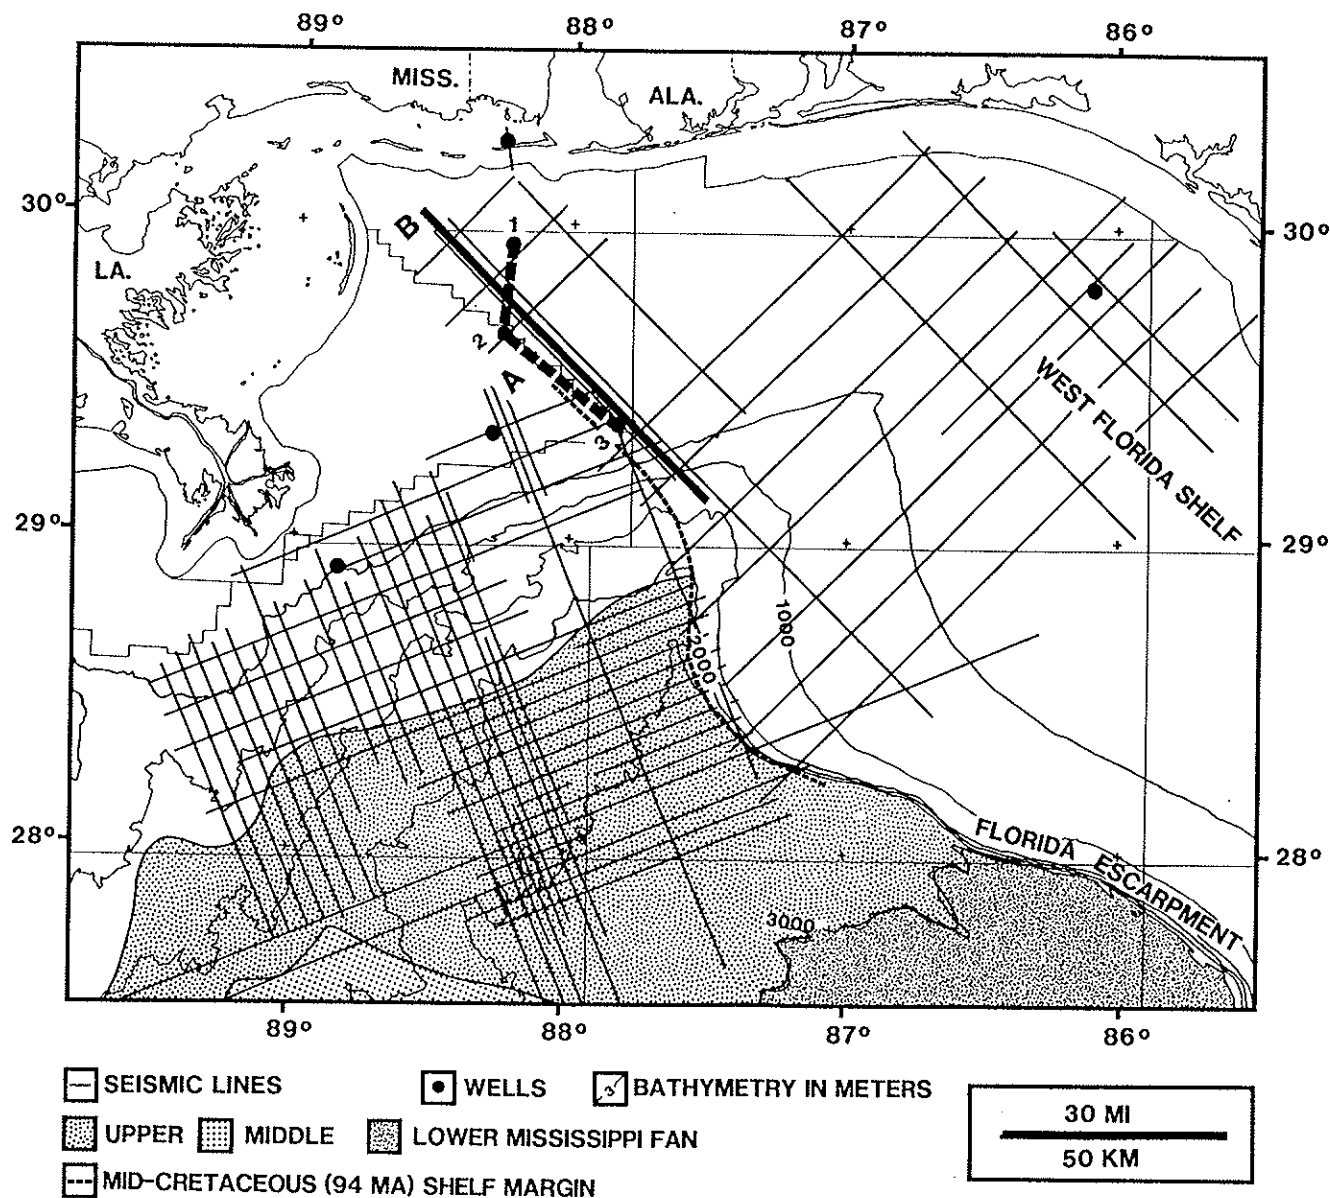 89° 88° 87° 86°
MISS.
ALA.
30°
30°
B
1
LA.
2
A
3
WEST FLORIDA SHELF
29°
29°
1000
2000
28°
28°
FLORIDA ESCARPMENT
3000
89° 88° 87° 86°
SEISMIC LINES WELLS BATHYMETRY IN METERS
UPPER MIDDLE LOWER MISSISSIPPI FAN
MID-CRETACEOUS (94 MA) SHELF MARGIN
30 MI
50 KM